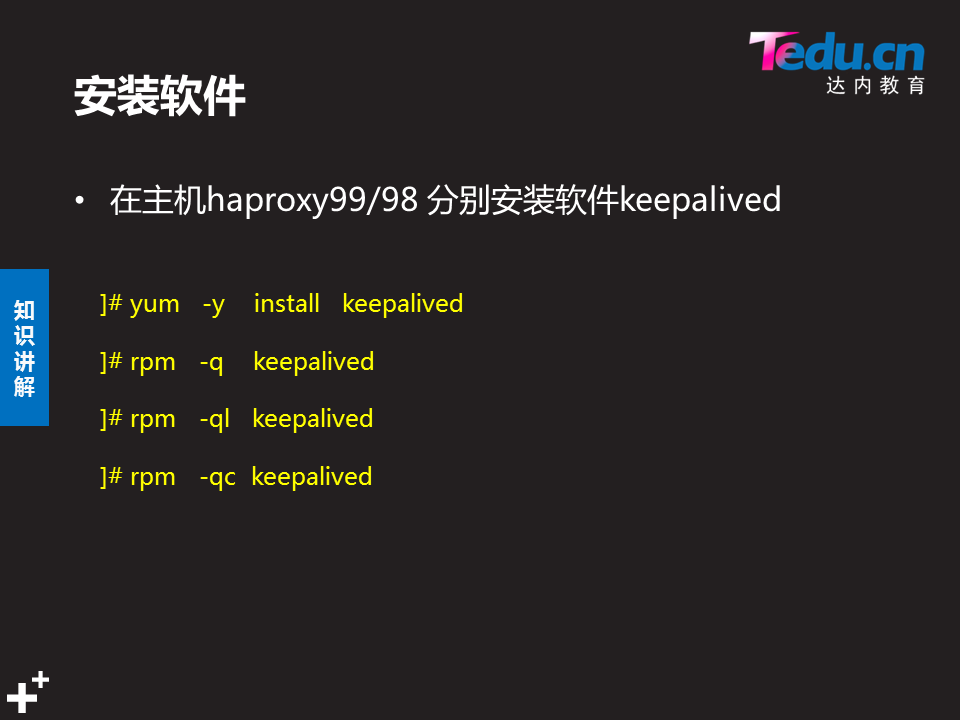 Tedu.cn
达内教育
安装软件
• 在主机haproxy99/98 分别安装软件keepalived
知识讲解
]# yum -y install keepalived
]# rpm -q keepalived
]# rpm -ql keepalived
]# rpm -qc keepalived